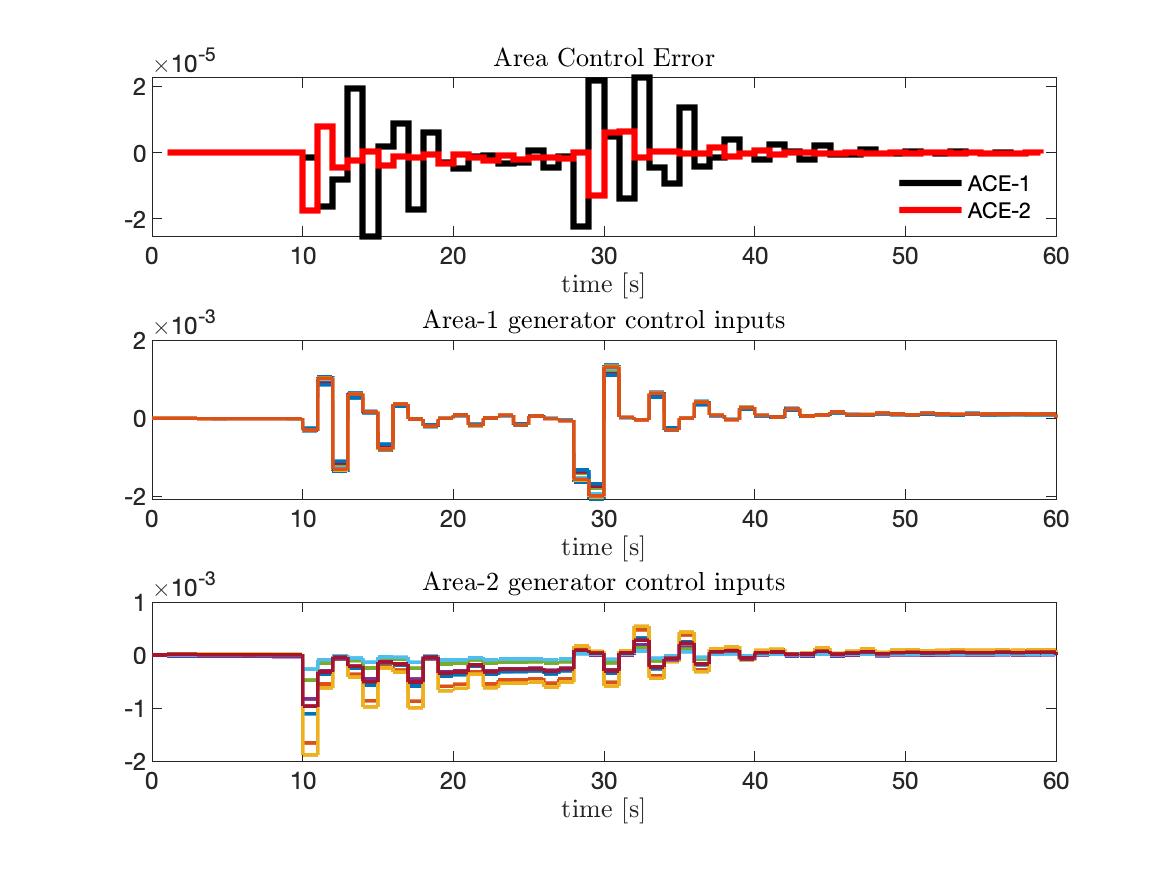 Area Control Error
×10-5
2
0
-2
ACE-1
ACE-2
0 10 20 30 40 50 60
time [s]
Area-1 generator control inputs
×10-3
2
0
-2
0 10 20 30 40 50 60
time [s]
Area-2 generator control inputs
×10-3
1
0
-1
-2
0 10 20 30 40 50 60
time [s]